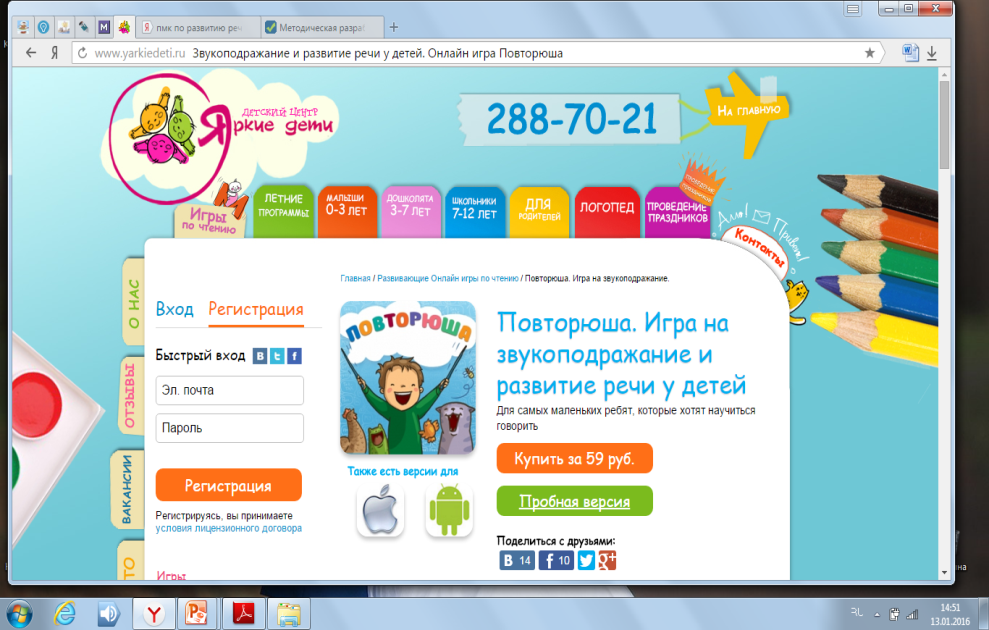 пмк по развитию реч
Методическая разраб
www.yarkiedeti.ru Звукоподражание и развитие речи у детей. Онлайн игра Повторюша
детский центр
Яркие дети
288-70-21
На главную
Игры
по чтению
ЛЕТНИЕ
ПРОГРАММЫ
МАЛЫШИ
0-3 ЛЕТ
ДОШКОЛЯТА
3-7 ЛЕТ
ШКОЛЬНИКИ
7-12 ЛЕТ
ДЛЯ
РОДИТЕЛЕЙ
ЛОГОПЕД
ПРОВЕДЕНИЕ
ПРАЗДНИКОВ
ПРОВЕДЕНИЕ
ПРАЗДНИКОВ
Алло! Привет!
Контакты
О НАС
ОТЗЫВЫ
ВАКАНСИИ
ТО
Главная / Развивающие Онлайн игры по чтению / Повторюша. Игра на звукоподражание.
Вход Регистрация
Быстрый вход
Эл. почта
Пароль
Регистрация
Регистрируясь, вы принимаете
условия лицензионного договора
Игры
ПОВТОРЮША
Также есть версии для
Повторюша. Игра на
звукоподражание и
развитие речи у детей
Для самых маленьких ребят, которые хотят научиться
говорить
Купить за 59 руб.
Пробная версия
Поделиться с друзьями:
14 10
RL
14:51
13.01.2016